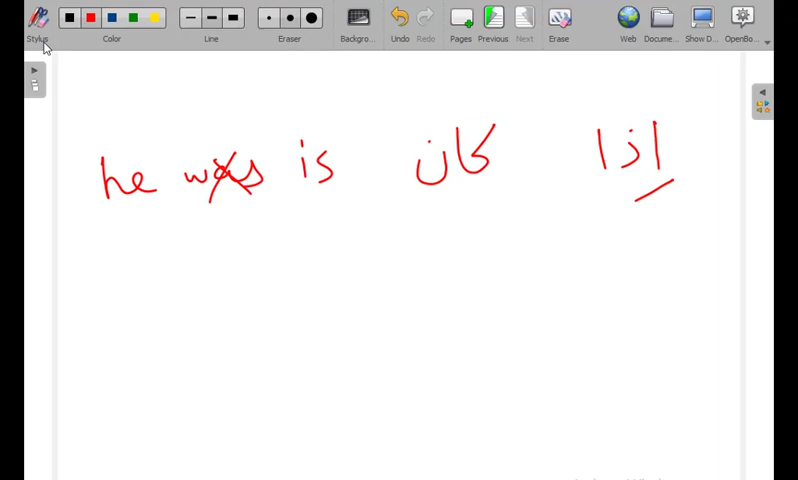 Stylus Color Line Eraser Backgro... Undo Redo Pages Previous Next Erase Web Docume... Show D... OpenBo...
he was is كان اذا